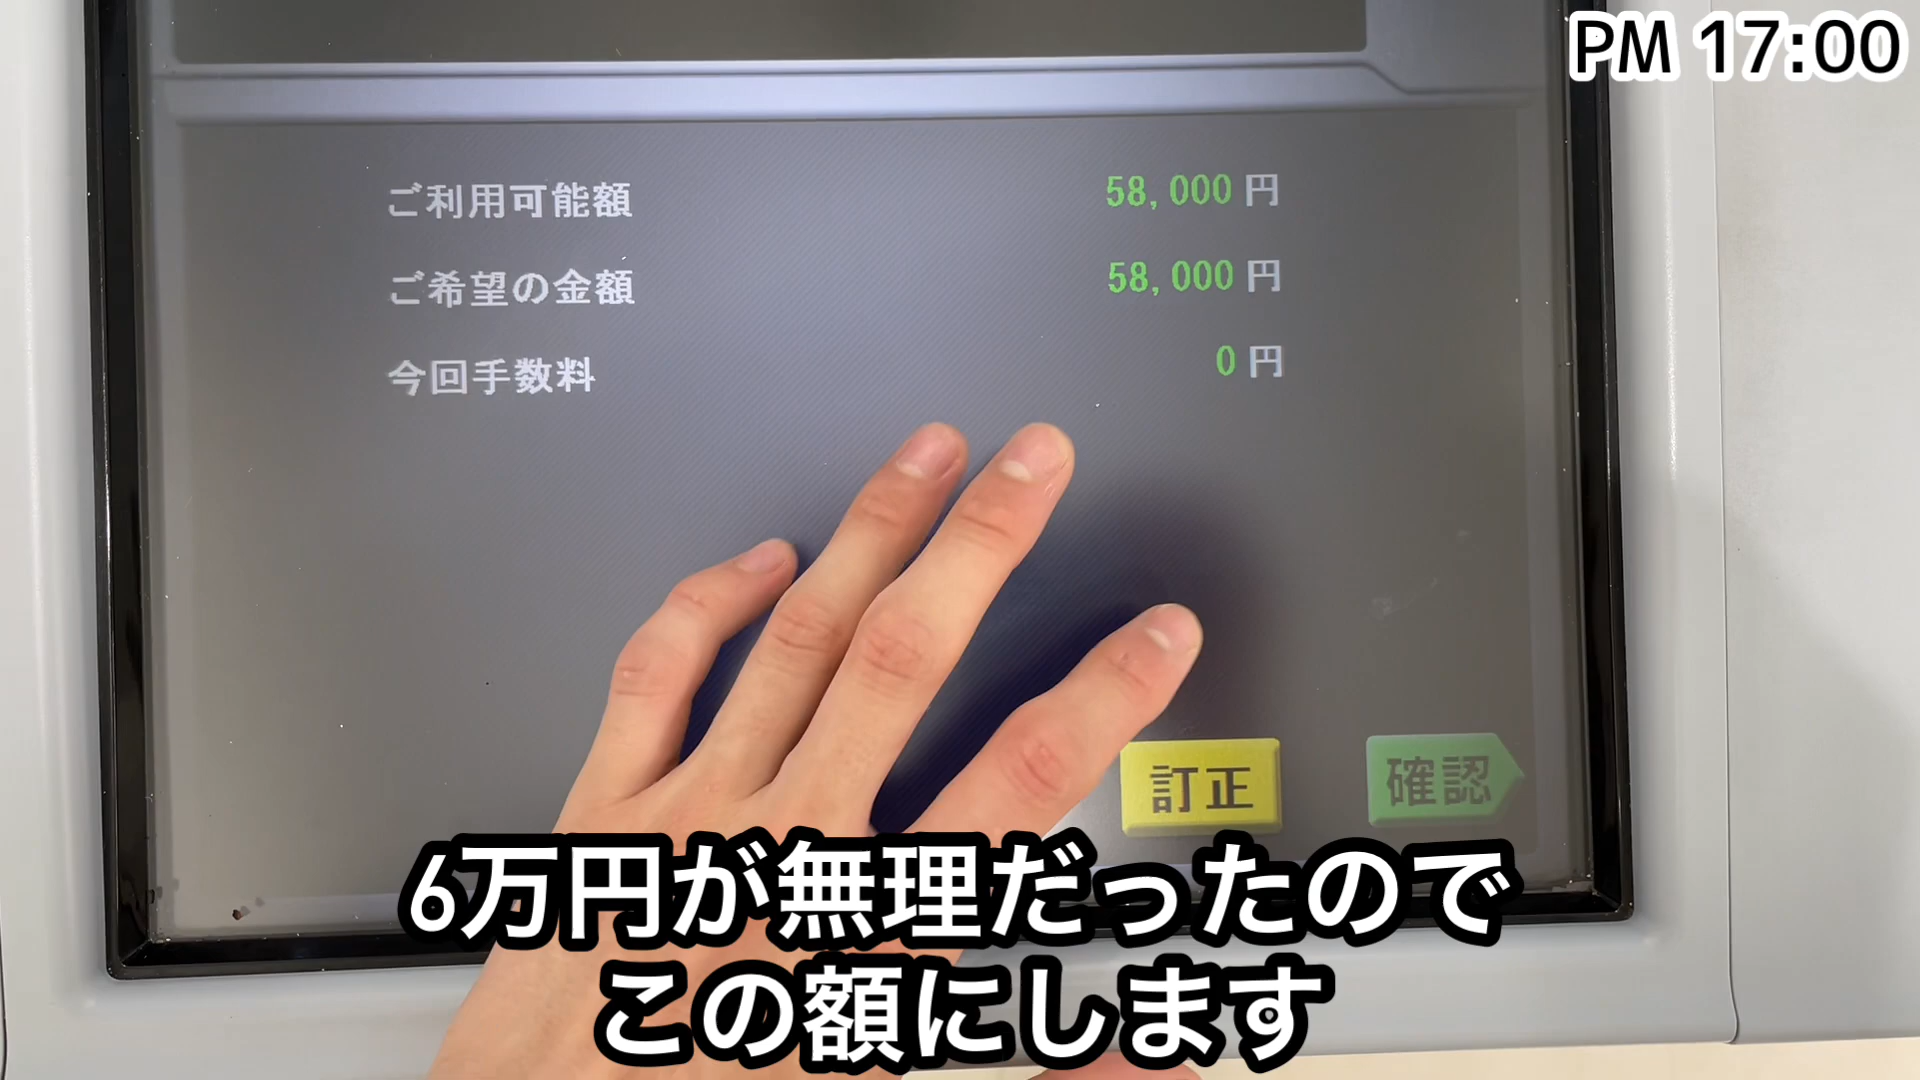 PM 17:00
ご利用可能額 58,000 円
ご希望の金額 58,000 円
今回手数料 0 円
訂正 確認
6万円が無理だったので
この額にします